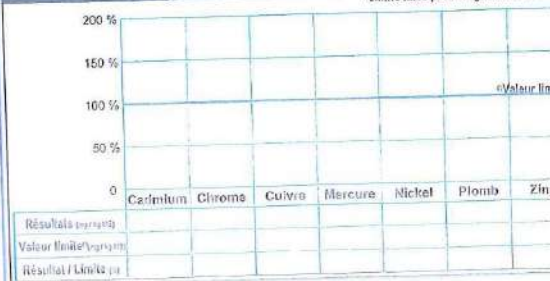 200 %
150 %
Valeur lim
100 %
50 %
0
Cadmium Chrome Cuivre Mercure Nickel Plomb Zin
Résultats
Valeur limite
Résultat / Limite